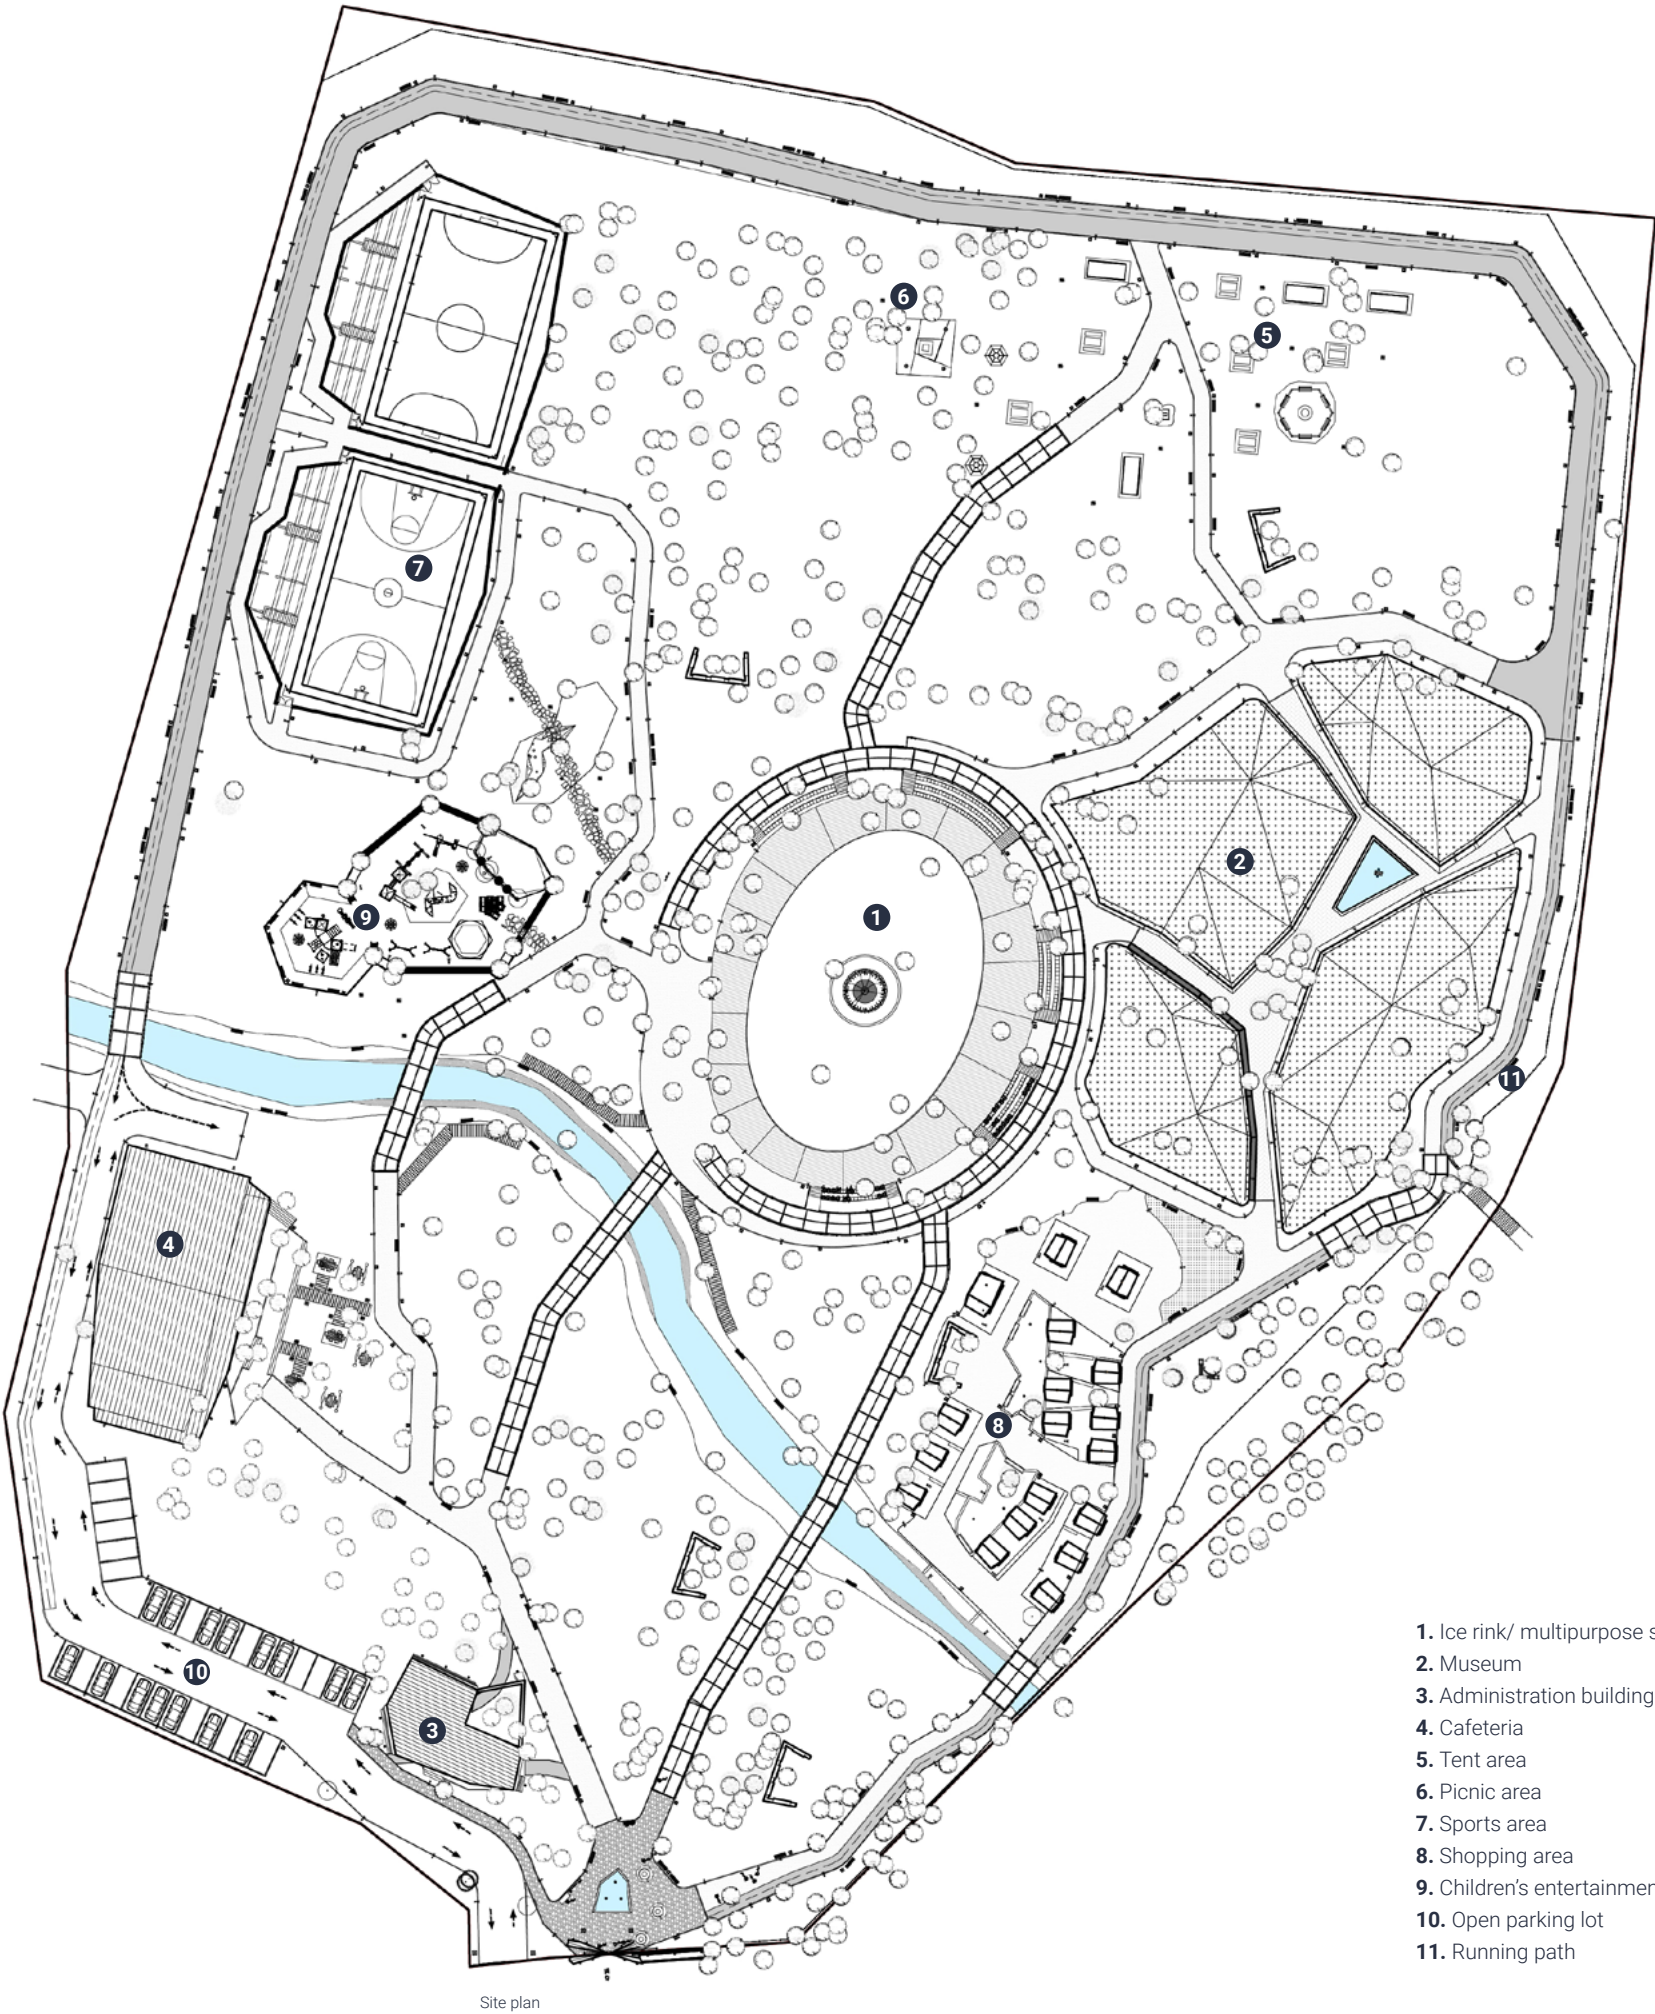 6
5
7
2
1
9
11
4
8
10
3
1. Ice rink/ multipurpose s
2. Museum
3. Administration building
4. Cafeteria
5. Tent area
6. Picnic area
7. Sports area
8. Shopping area
9. Children's entertainmen
10. Open parking lot
11. Running path
Site plan